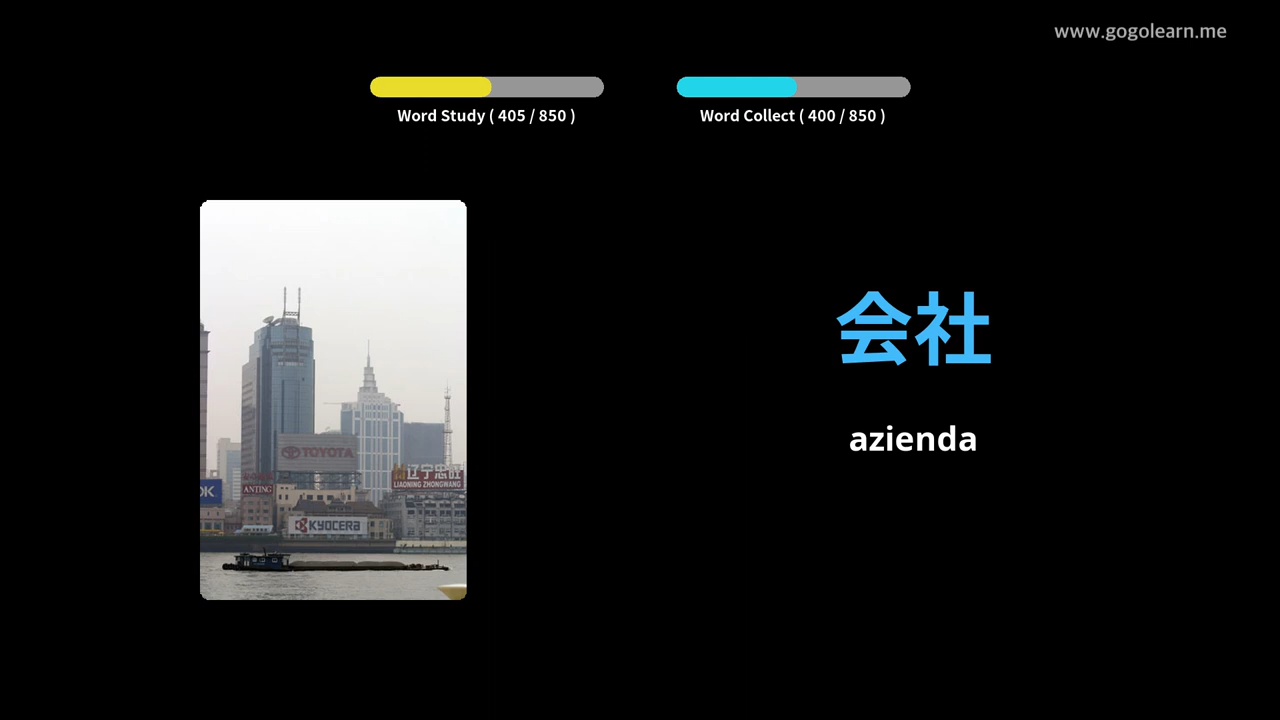 www.gogolearn.me
Word Study ( 405 / 850 )
Word Collect ( 400 / 850 )
会社
azienda
TOYOTA
辽宁忠旺
LIAONING ZHONGWANG
OK
ANTING
KYOCERA